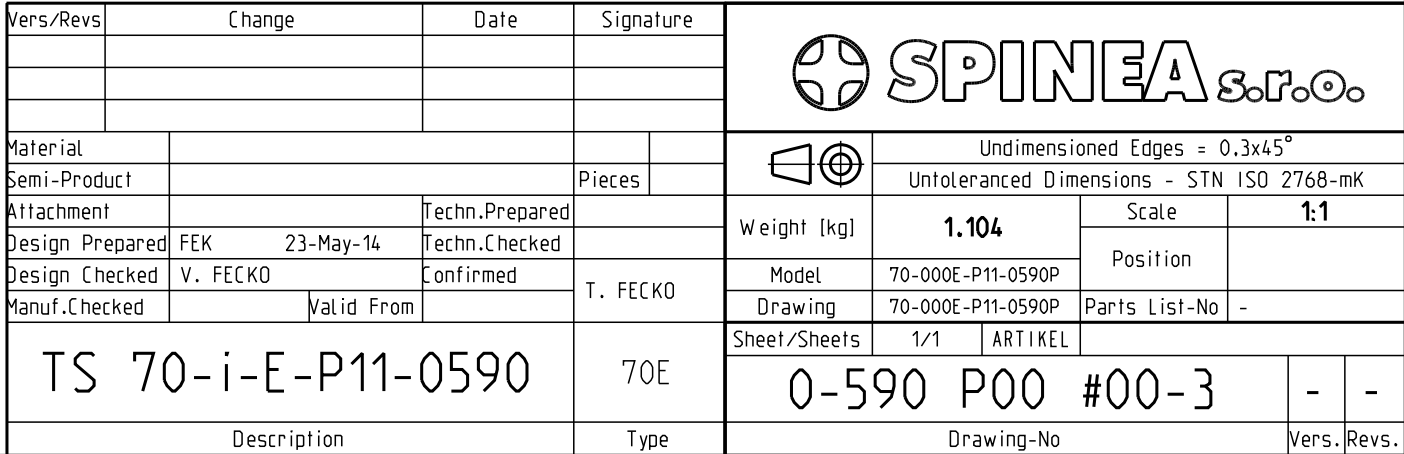 Vers/Revs Change Date Signature
SPINEA s.r.o.
Material
Undimensioned Edges = 0.3x45°
Semi-Product Pieces
Untoleranced Dimensions - STN ISO 2768-mK
Attachment Techn.Prepared
Weight [kg] 1.104 Scale 1:1
Design Prepared FEK 23-May-14 Techn.Checked
Position
Design Checked V. FECKO Confirmed T. FECKO
Model 70-000E-P11-0590P
Manuf.Checked Valid From
Drawing 70-000E-P11-0590P Parts List-No -
Sheet/Sheets 1/1 ARTIKEL
TS 70-i-E-P11-0590 70E
0-590 P00 #00-3 - -
Description Type
Drawing-No Vers. Revs.